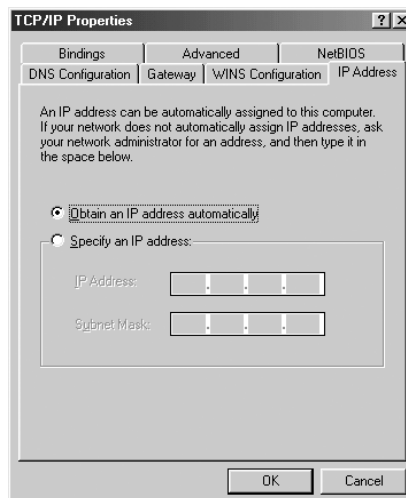 TCP/IP Properties
Bindings Advanced NetBIOS
DNS Configuration Gateway WINS Configuration IP Address
An IP address can be automatically assigned to this computer.
If your network does not automatically assign IP addresses, ask
your network administrator for an address, and then type it in
the space below.
Obtain an IP address automatically
Specify an IP address:
IP Address:
Subnet Mask:
OK Cancel